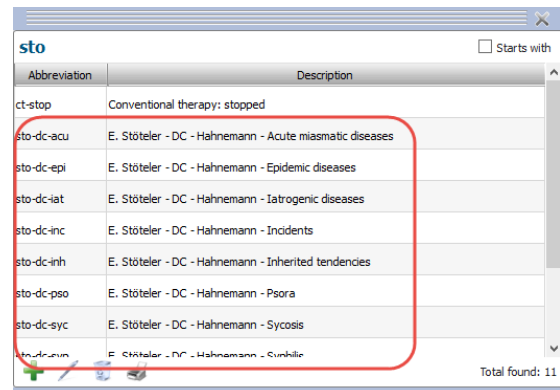 sto
Starts with
Abbreviation Description
ct-stop Conventional therapy: stopped
sto-dc-acu E. Stöteler - DC - Hahnemann - Acute miasmatic diseases
sto-dc-epi E. Stöteler - DC - Hahnemann - Epidemic diseases
sto-dc-iat E. Stöteler - DC - Hahnemann - Iatrogenic diseases
sto-dc-inc E. Stöteler - DC - Hahnemann - Incidents
sto-dc-inh E. Stöteler - DC - Hahnemann - Inherited tendencies
sto-dc-pso E. Stöteler - DC - Hahnemann - Psora
sto-dc-syc E. Stöteler - DC - Hahnemann - Sycosis
sto-dc-syp E. Stöteler - DC - Hahnemann - Syphilis
Total found: 11